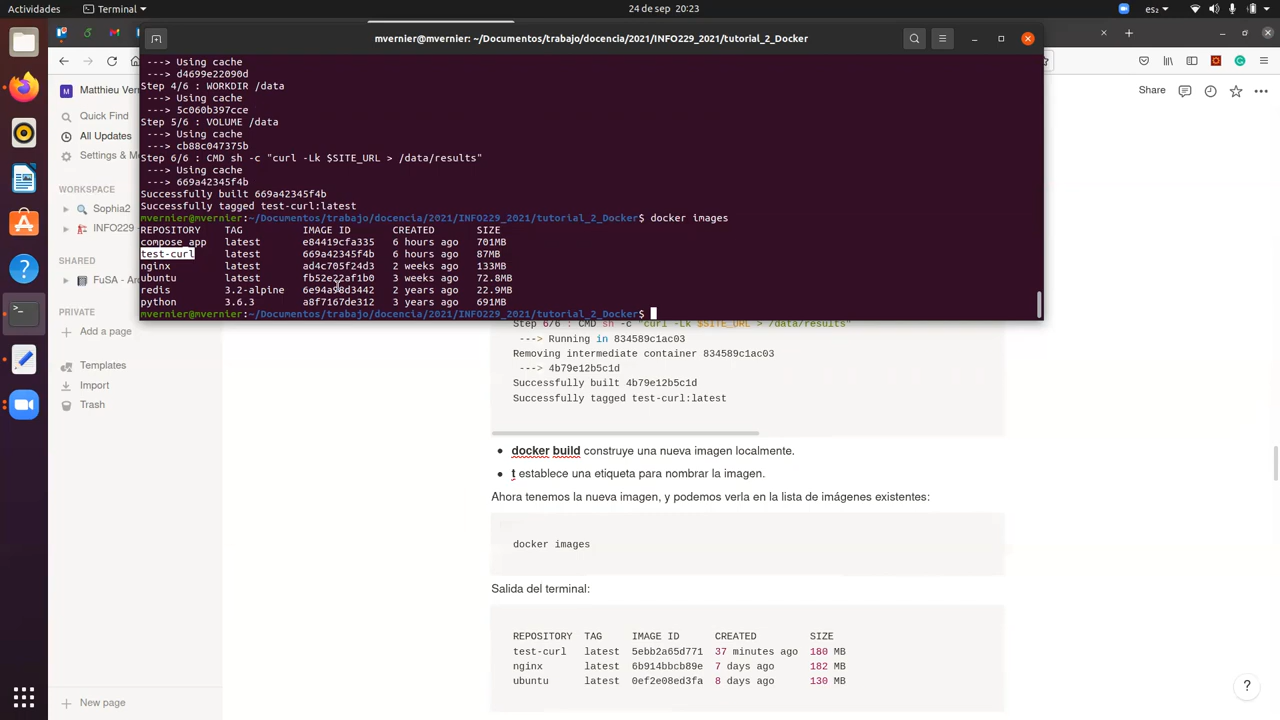 Actividades
Terminal
24 de sep 20:23
es₂
mvernier@mvernier: ~/Documentos/trabajo/docencia/2021/INFO229_2021/tutorial_2_Docker
---> Using cache
---> d4699e22090d
Step 4/6 : WORKDIR /data
---> Using cache
---> 5c060b397cce
Step 5/6 : VOLUME /data
---> Using cache
---> cb88c047375b
Step 6/6 : CMD sh -c "curl -Lk $SITE_URL > /data/results"
---> Using cache
---> 669a42345f4b
Successfully built 669a42345f4b
Successfully tagged test-curl:latest
mvernier@mvernier:~/Documentos/trabajo/docencia/2021/INFO229_2021/tutorial_2_Docker$ docker images
REPOSITORY TAG IMAGE ID CREATED SIZE
compose_app latest e84419cfa335 6 hours ago 701MB
test-curl latest 669a42345f4b 6 hours ago 87MB
nginx latest ad4c705f24d3 2 weeks ago 133MB
ubuntu latest fb52e22af1b0 3 weeks ago 72.8MB
redis 3.2-alpine 6e94a98d3442 2 years ago 22.9MB
python 3.6.3 a8f7167de312 3 years ago 691MB
mvernier@mvernier:~/Documentos/trabajo/docencia/2021/INFO229_2021/tutorial_2_Docker$
M Matthieu Ver
Quick Find
All Updates
Settings & M
WORKSPACE
Sophia2
INFO229 -
SHARED
FuSA - Ar
PRIVATE
Add a page
Templates
Import
Trash
New page
Share
Step 6/6 : CMD sh -c "curl -Lk $SITE_URL > /data/results"
---> Running in 834589c1ac03
Removing intermediate container 834589c1ac03
---> 4b79e12b5c1d
Successfully built 4b79e12b5c1d
Successfully tagged test-curl:latest
• docker build construye una nueva imagen localmente.
• t establece una etiqueta para nombrar la imagen.
Ahora tenemos la nueva imagen, y podemos verla en la lista de imágenes existentes:
docker images
Salida del terminal:
REPOSITORY TAG IMAGE ID CREATED SIZE
test-curl latest 5ebb2a65d771 37 minutes ago 180 MB
nginx latest 6b914bbcb89e 7 days ago 182 MB
ubuntu latest 0ef2e08ed3fa 8 days ago 130 MB
?